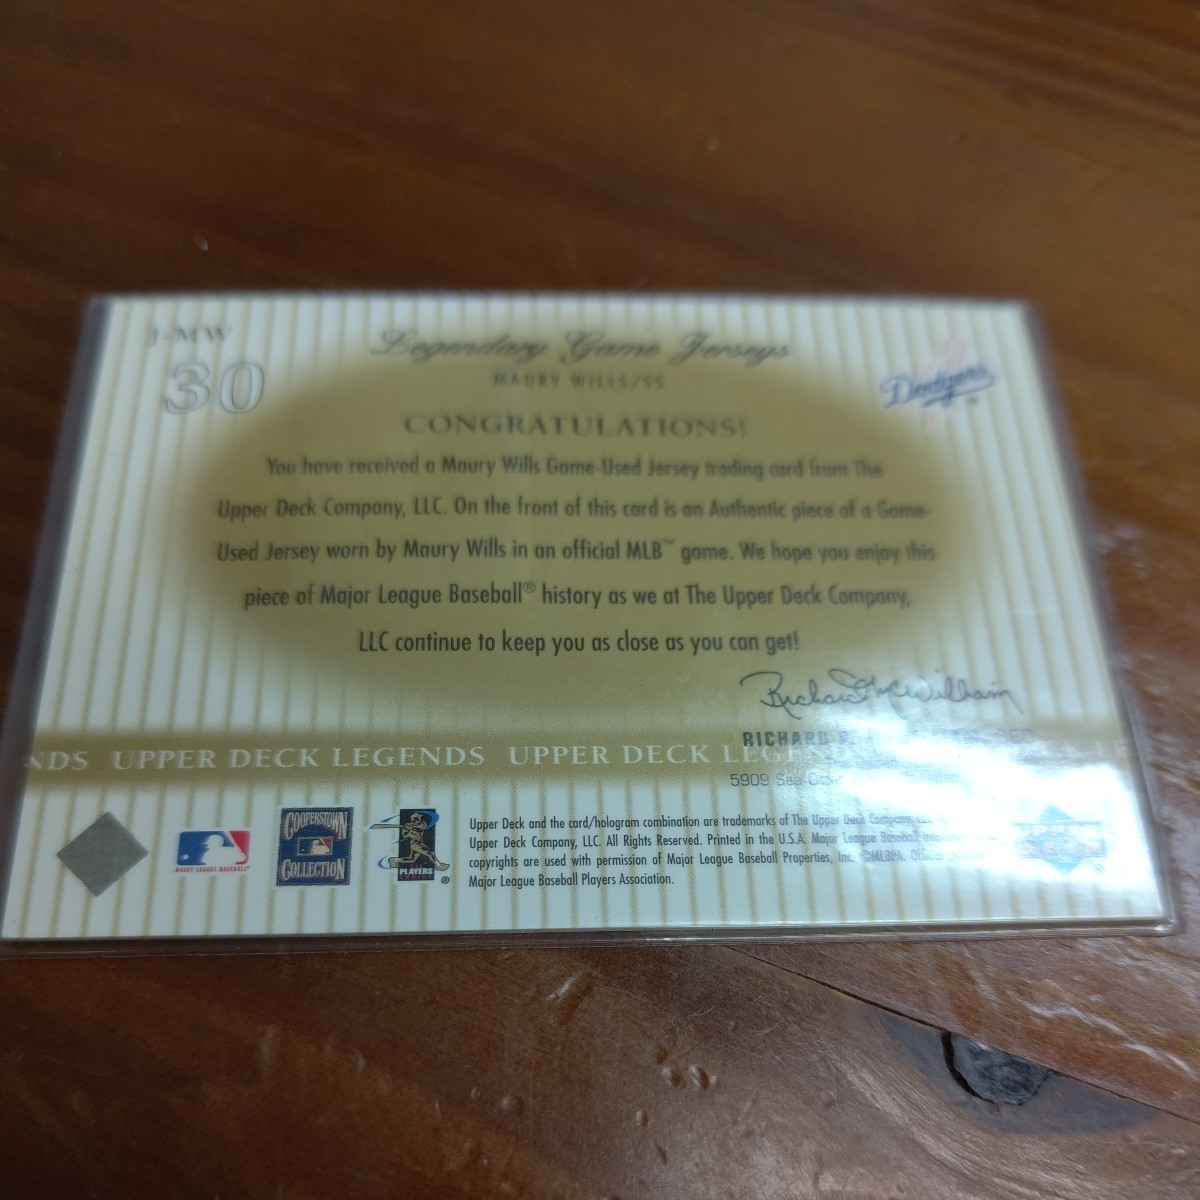 J-MW
30
Legendary Game Jerseys
MAURY WILLS/SS
Dodgers
CONGRATULATIONS!
You have received a Maury Wills Game-Used Jersey trading card from The
Upper Deck Company, LLC. On the front of this card is an Authentic piece of a Game-
Used Jersey worn by Maury Wills in an official MLB™ game. We hope you enjoy this
piece of Major League Baseball® history as we at The Upper Deck Company,
LLC continue to keep you as close as you can get!
Richard McWilliam
RICHARD
NDS UPPER DECK LEGENDS UPPER DECK
5909 Sea
MAJOR LEAGUE BASEBALL
COOPERSTOWN
COLLECTION
PLAYERS
CHOICE
®
Upper Deck and the card/hologram combination are trademarks of The Upper Deck Company,
Upper Deck Company, LLC. All Rights Reserved. Printed in the U.S.A. Major League Baseball
copyrights are used with permission of Major League Baseball Properties, Inc. ©MLBPA.
Major League Baseball Players Association.